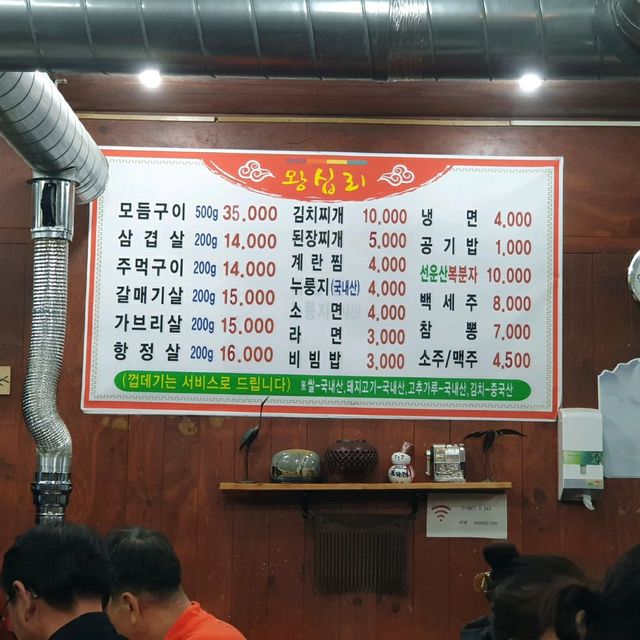 왕십리
모듬구이 500g 35,000
삼겹살 200g 14,000
주먹구이 200g 14,000
갈매기살 200g 15,000
가브리살 200g 15,000
항정살 200g 16,000
김치찌개 10,000
된장찌개 5,000
계란찜 4,000
누룽지(국내산) 4,000
소면 4,000
라면 3,000
비빔밥 3,000
냉면 4,000
공기밥 1,000
선운산복분자 10,000
백세주 8,000
참뽕 7,000
소주/맥주 4,500
(껍데기는 서비스로 드립니다) ※쌀-국내산,돼지고기-국내산,고추가루-국내산,김치-중국산